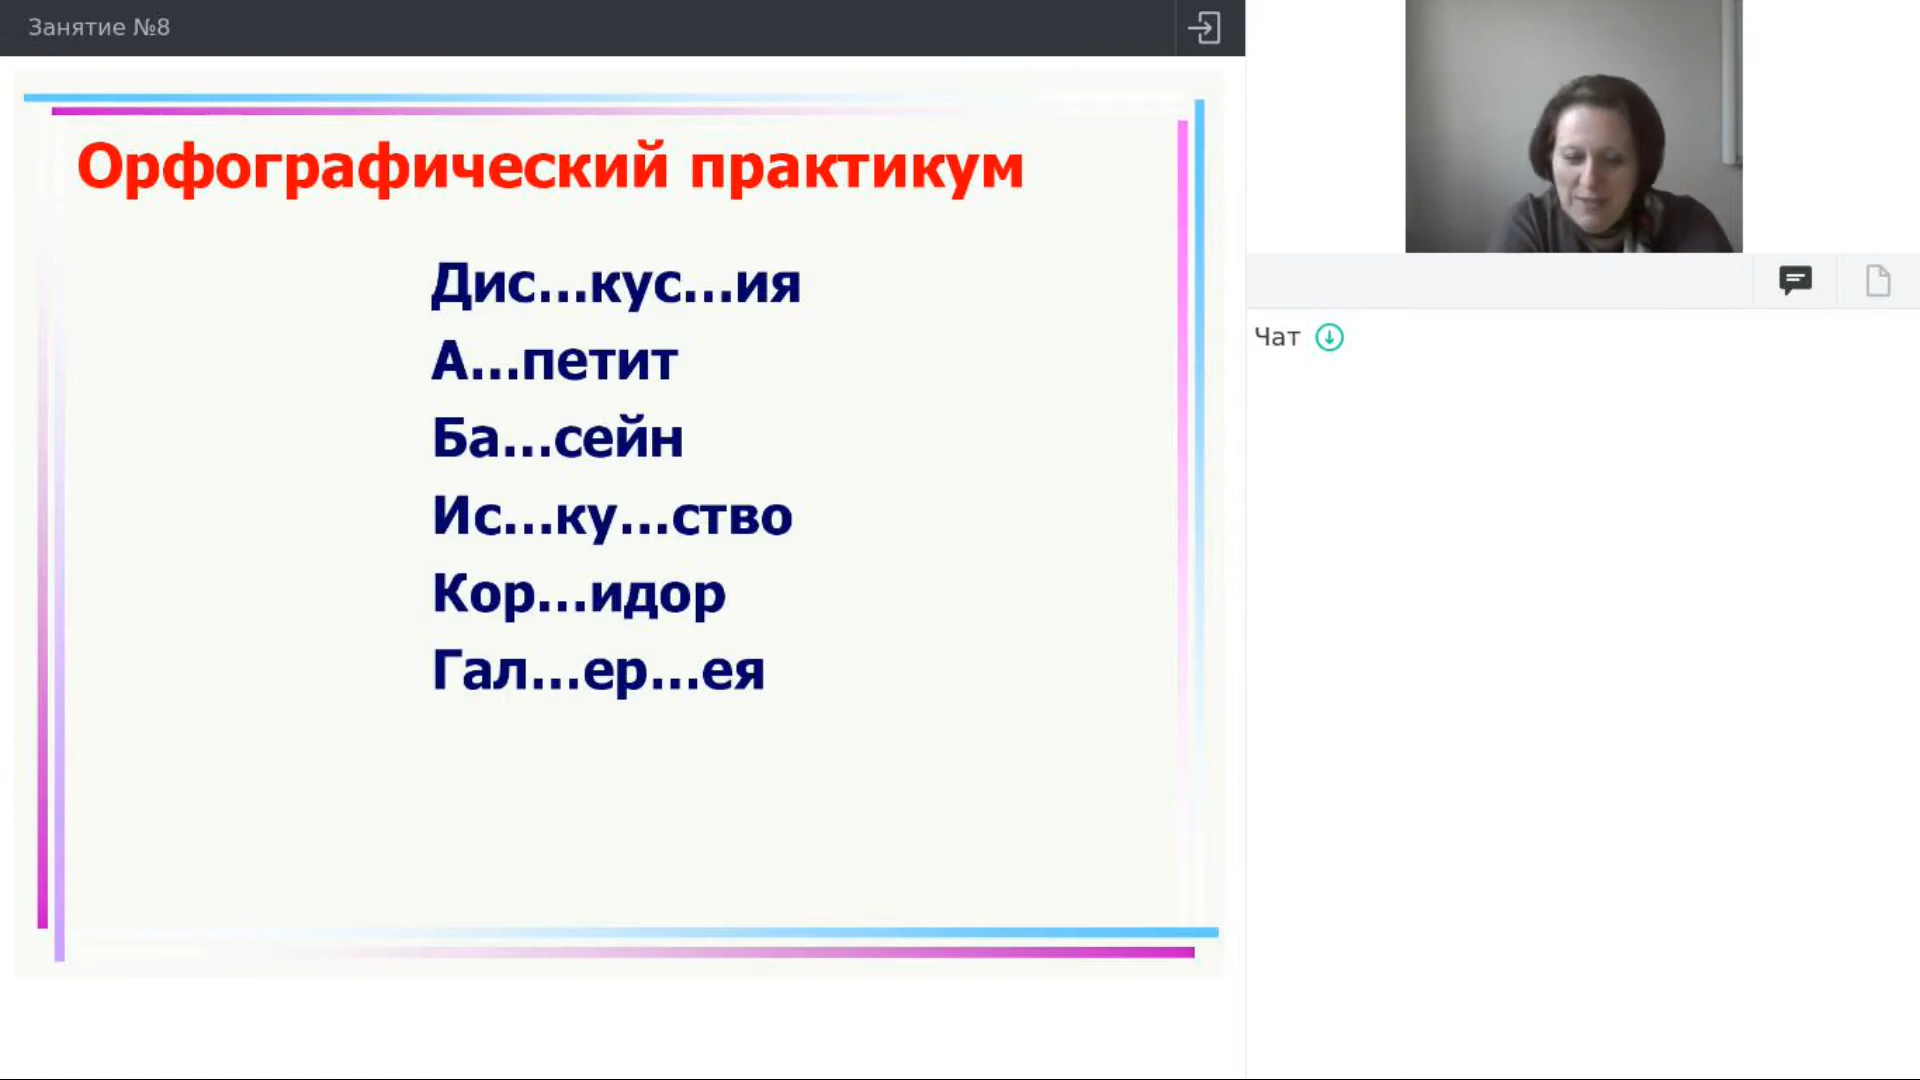 Занятие №8
Орфографический практикум
Дис...кус...ия
А...петит
Ба...сейн
Ис...ку...ство
Кор...идор
Гал...ер...ея
Чат